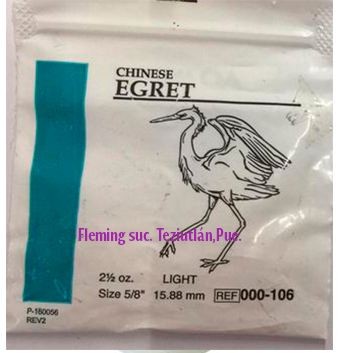 CHINESE
EGRET
Fleming suc. Teziutlán,Pue.
2½ oz. LIGHT
Size 5/8" 15.88 mm REF 000-106
P-160056
REV2